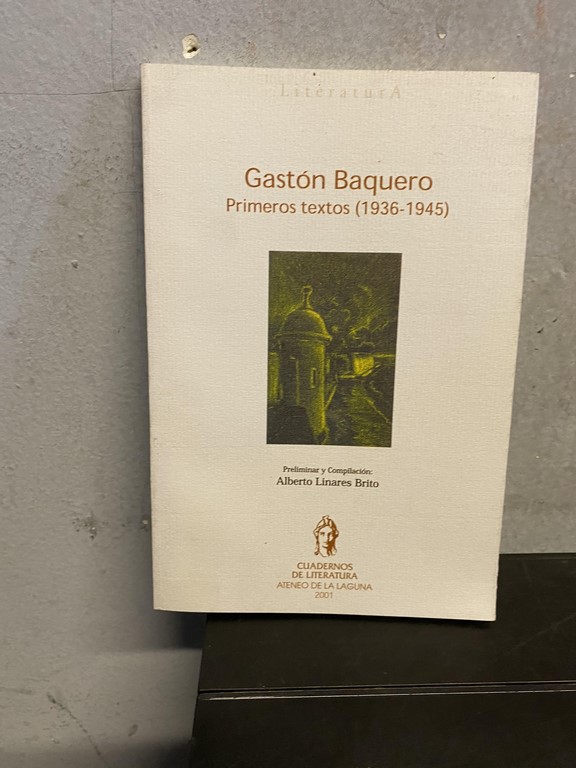 LiteraturA
Gastón Baquero
Primeros textos (1936-1945)
Preliminar y Compilación:
Alberto Linares Brito
CUADERNOS
DE LITERATURA
ATENEO DE LA LAGUNA
2001